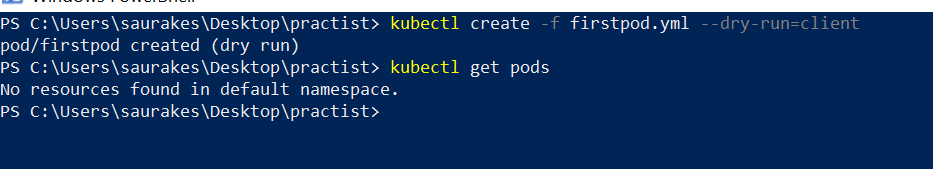 PS C:\Users\saurakes\Desktop\practist> kubectl create -f firstpod.yml --dry-run=client
pod/firstpod created (dry run)
PS C:\Users\saurakes\Desktop\practist> kubectl get pods
No resources found in default namespace.
PS C:\Users\saurakes\Desktop\practist>